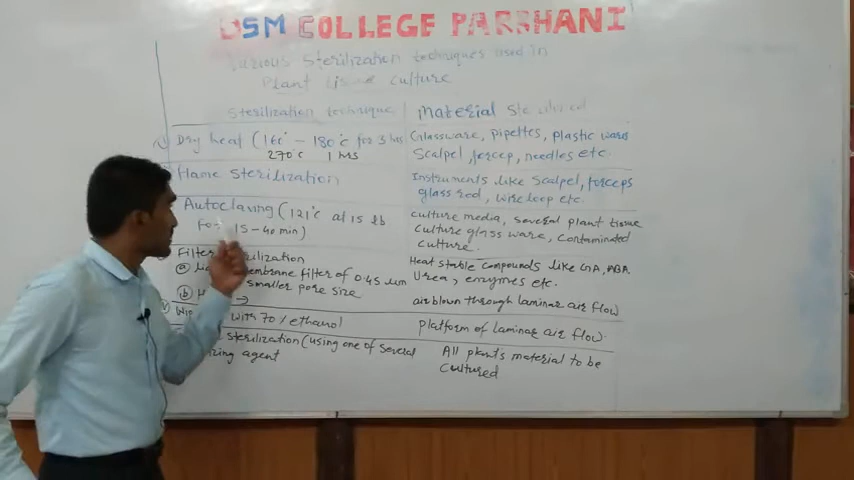 DSM COLLEGE PARBHANI
Various Sterilization techniques used in
Plant tissue culture
Sterilization technique
Material Sterilized
Dry heat (160°c - 180°c for 3 hrs
270°c 1 hrs
Glassware, pipettes, plastic wares
Scalpel, forcep, needles etc.
Flame Sterilization
Instruments like Scalpel, forceps
glass rod, wire loop etc.
Autoclaving (121°c at 15 lb
For 15-40 min)
culture media, several plant tissue
culture glass ware, contaminated
culture.
Filter
(a) membrane filter of 0.45 μm
smaller pore size
Heat stable compounds like GA, ABA
Urea, enzymes etc.
(b) →
air blown through laminar air flow
with 70% ethanol
platform of laminar air flow.
sterilization (using one of several
agent
All plants material to be
cultured